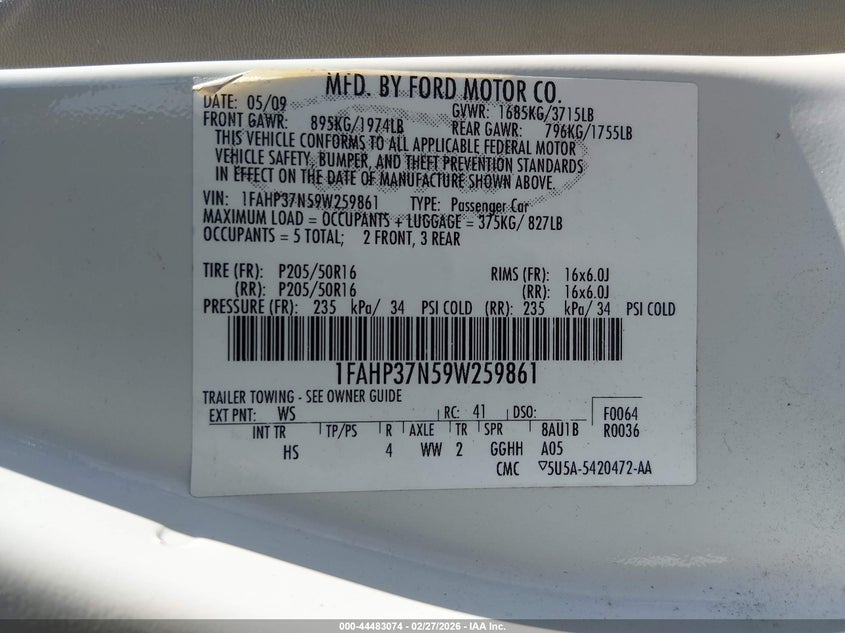 MFD. BY FORD MOTOR CO.
DATE: 05/09 GVWR: 1685KG/3715LB
FRONT GAWR: 895KG/1974LB REAR GAWR: 796KG/1755LB
THIS VEHICLE CONFORMS TO ALL APPLICABLE FEDERAL MOTOR
VEHICLE SAFETY, BUMPER, AND THEFT PREVENTION STANDARDS
IN EFFECT ON THE DATE OF MANUFACTURE SHOWN ABOVE.
VIN: 1FAHP37N59W259861 TYPE: Passenger Car
MAXIMUM LOAD = OCCUPANTS + LUGGAGE = 375KG/ 827LB
OCCUPANTS = 5 TOTAL; 2 FRONT, 3 REAR
TIRE (FR): P205/50R16 RIMS (FR): 16x6.0J
(RR): P205/50R16 (RR): 16x6.0J
PRESSURE (FR): 235 kPa/ 34 PSI COLD (RR): 235 kPa/ 34 PSI COLD
1FAHP37N59W259861
TRAILER TOWING - SEE OWNER GUIDE
EXT PNT: WS RC: 41 DSO: F0064
INT TR TP/PS R AXLE TR SPR 8AU1B R0036
HS 4 WW 2 GGHH A05
CMC ▽5U5A-5420472-AA
000-44483074 - 02/27/2026 - IAA Inc.